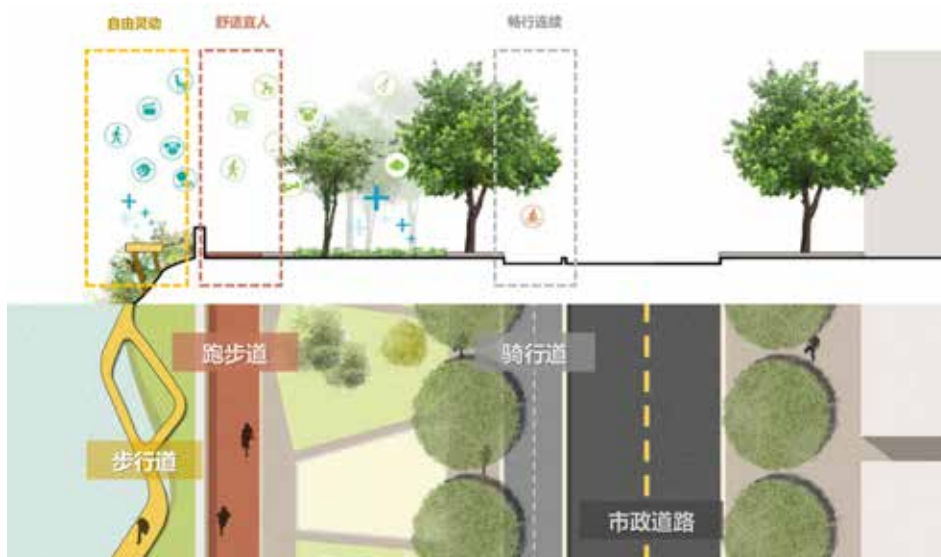 自由灵动
舒适宜人
畅行连续
跑步道
骑行道
步行道
市政道路